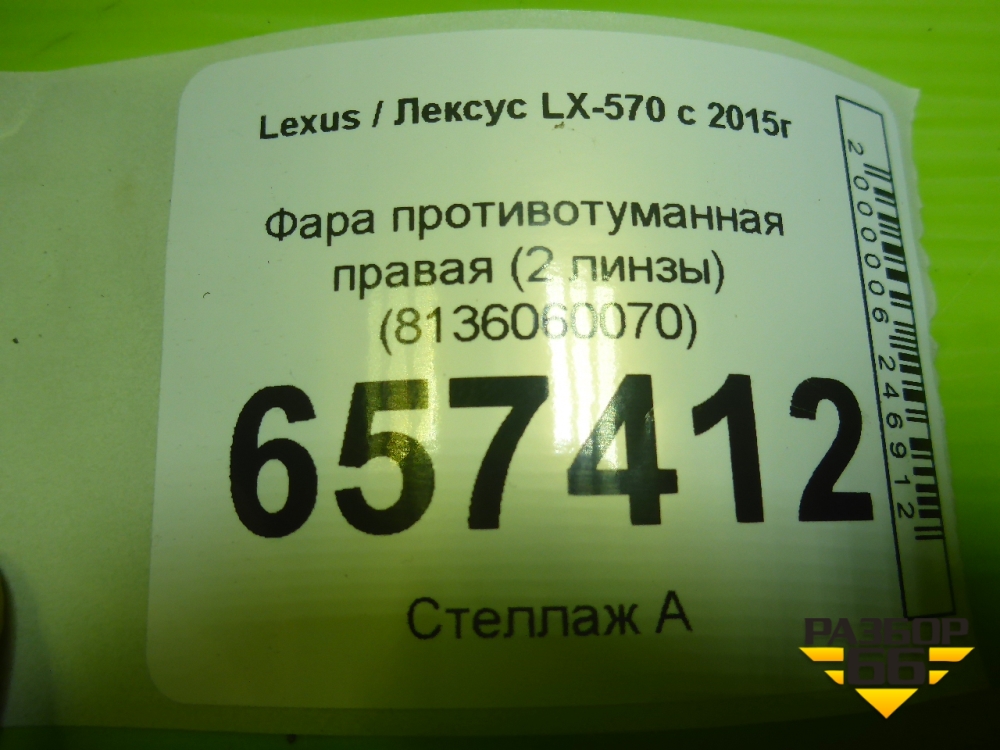 Lexus / Лексус LX-570 с 2015г
Фара противотуманная
правая (2 линзы)
(8136060070)
657412
Стеллаж А
2000006246912
РАЗБОР
66